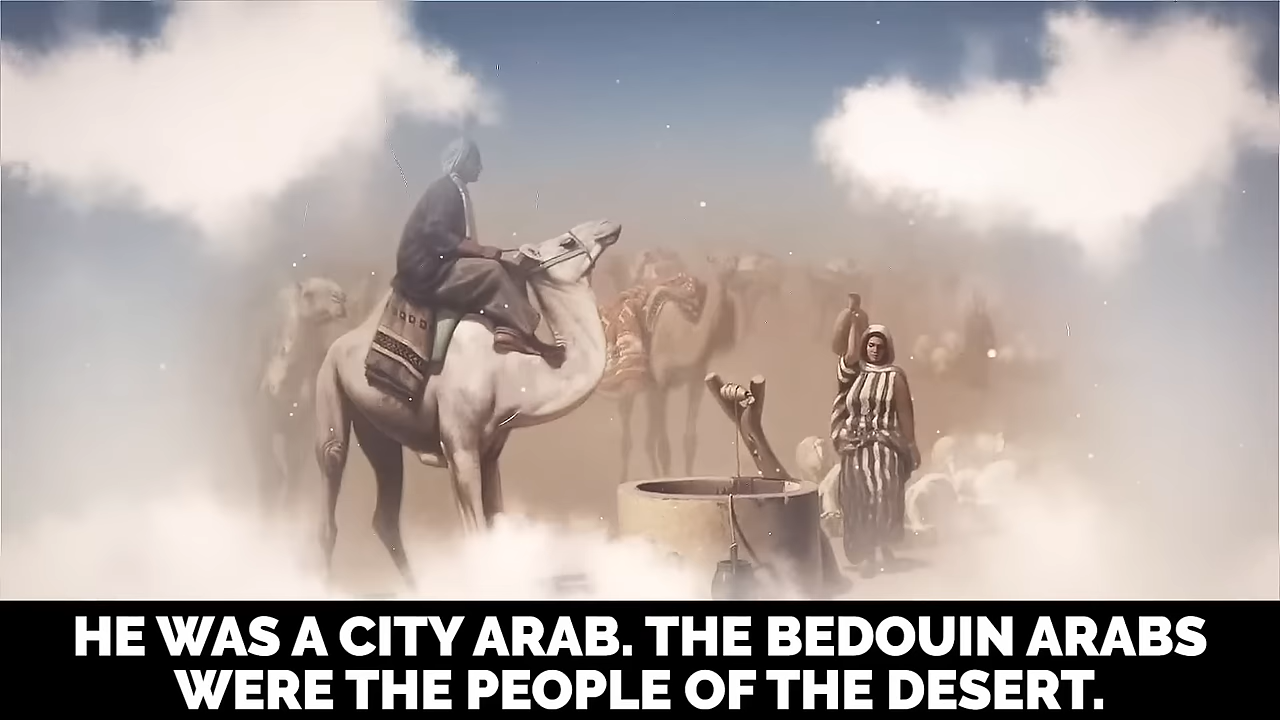 HE WAS A CITY ARAB. THE BEDOUIN ARABS
WERE THE PEOPLE OF THE DESERT.